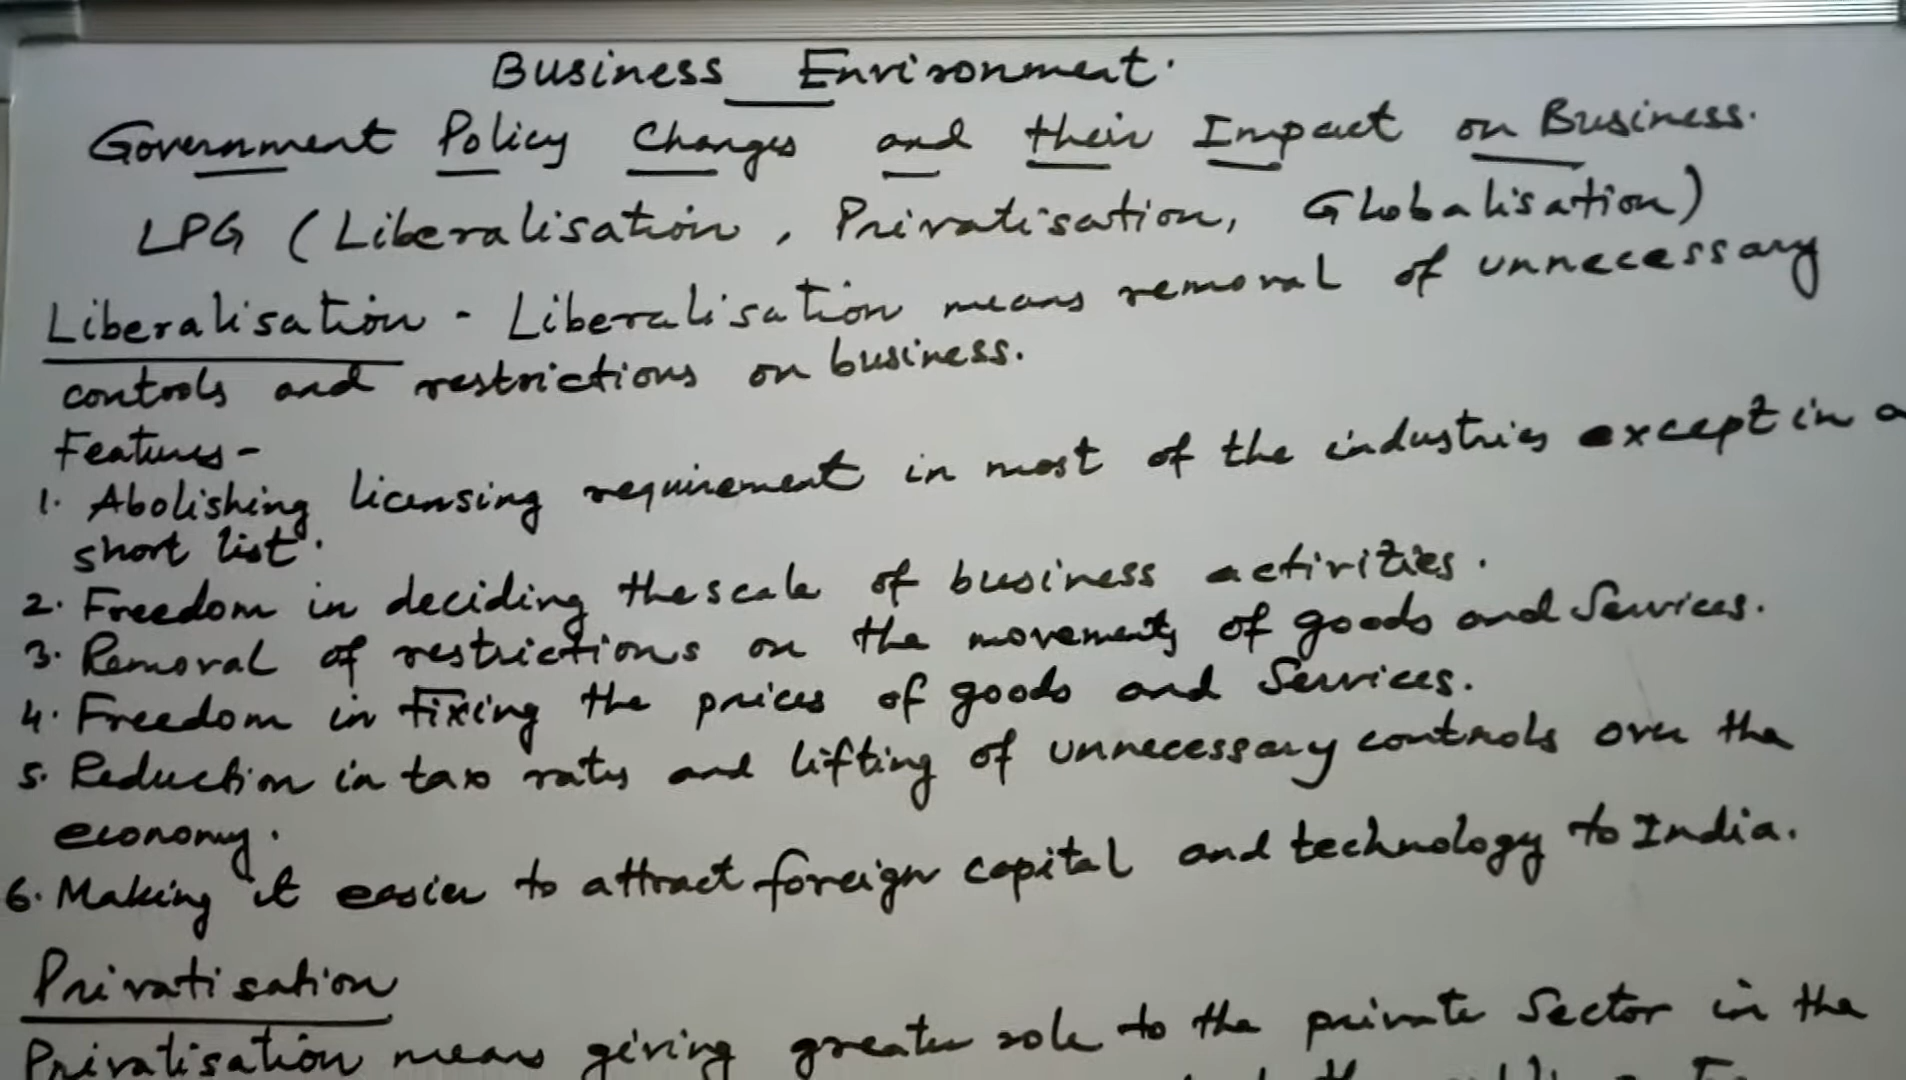 Business Environment.
Government Policy Changes and their Impact on Business.
LPG (Liberalisation, Privatisation, Globalisation)
Liberalisation - Liberalisation means removal of unnecessary
controls and restrictions on business.
Features-
1. Abolishing licensing requirement in most of the industries except in a
short list.
2. Freedom in deciding the scale of business activities.
3. Removal of restrictions on the movements of goods and Services.
4. Freedom in fixing the prices of goods and Services.
5. Reduction in tax rates and lifting of unnecessary controls over the
economy.
6. Making it easier to attract foreign capital and technology to India.
Privatisation
Privatisation means giving greater role to the private Sector in the